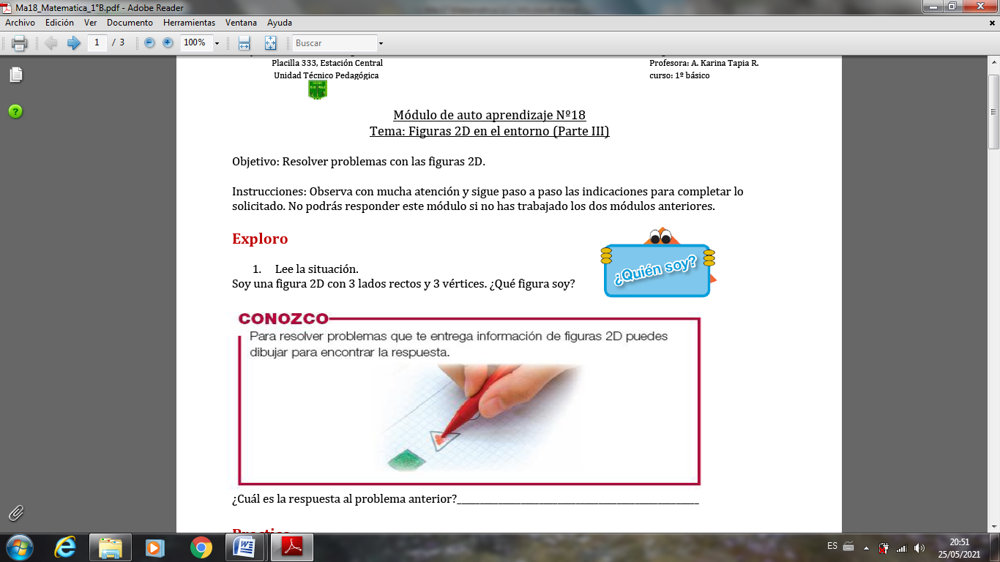 Ma18_Matematica_1°B.pdf - Adobe Reader
Archivo Edición Ver Documento Herramientas Ventana Ayuda
1 / 3 100% Buscar
Placilla 333, Estación Central
Profesora: A. Karina Tapia R.
Unidad Técnico Pedagógica
curso: 1º básico
Módulo de auto aprendizaje Nº18
Tema: Figuras 2D en el entorno (Parte III)
Objetivo: Resolver problemas con las figuras 2D.
Instrucciones: Observa con mucha atención y sigue paso a paso las indicaciones para completar lo
solicitado. No podrás responder este módulo si no has trabajado los dos módulos anteriores.
Exploro
¿Quién soy?
1. Lee la situación.
Soy una figura 2D con 3 lados rectos y 3 vértices. ¿Qué figura soy?
CONOZCO
Para resolver problemas que te entrega información de figuras 2D puedes
dibujar para encontrar la respuesta.
¿Cuál es la respuesta al problema anterior?___________________________________________
ES
20:51
25/05/2021